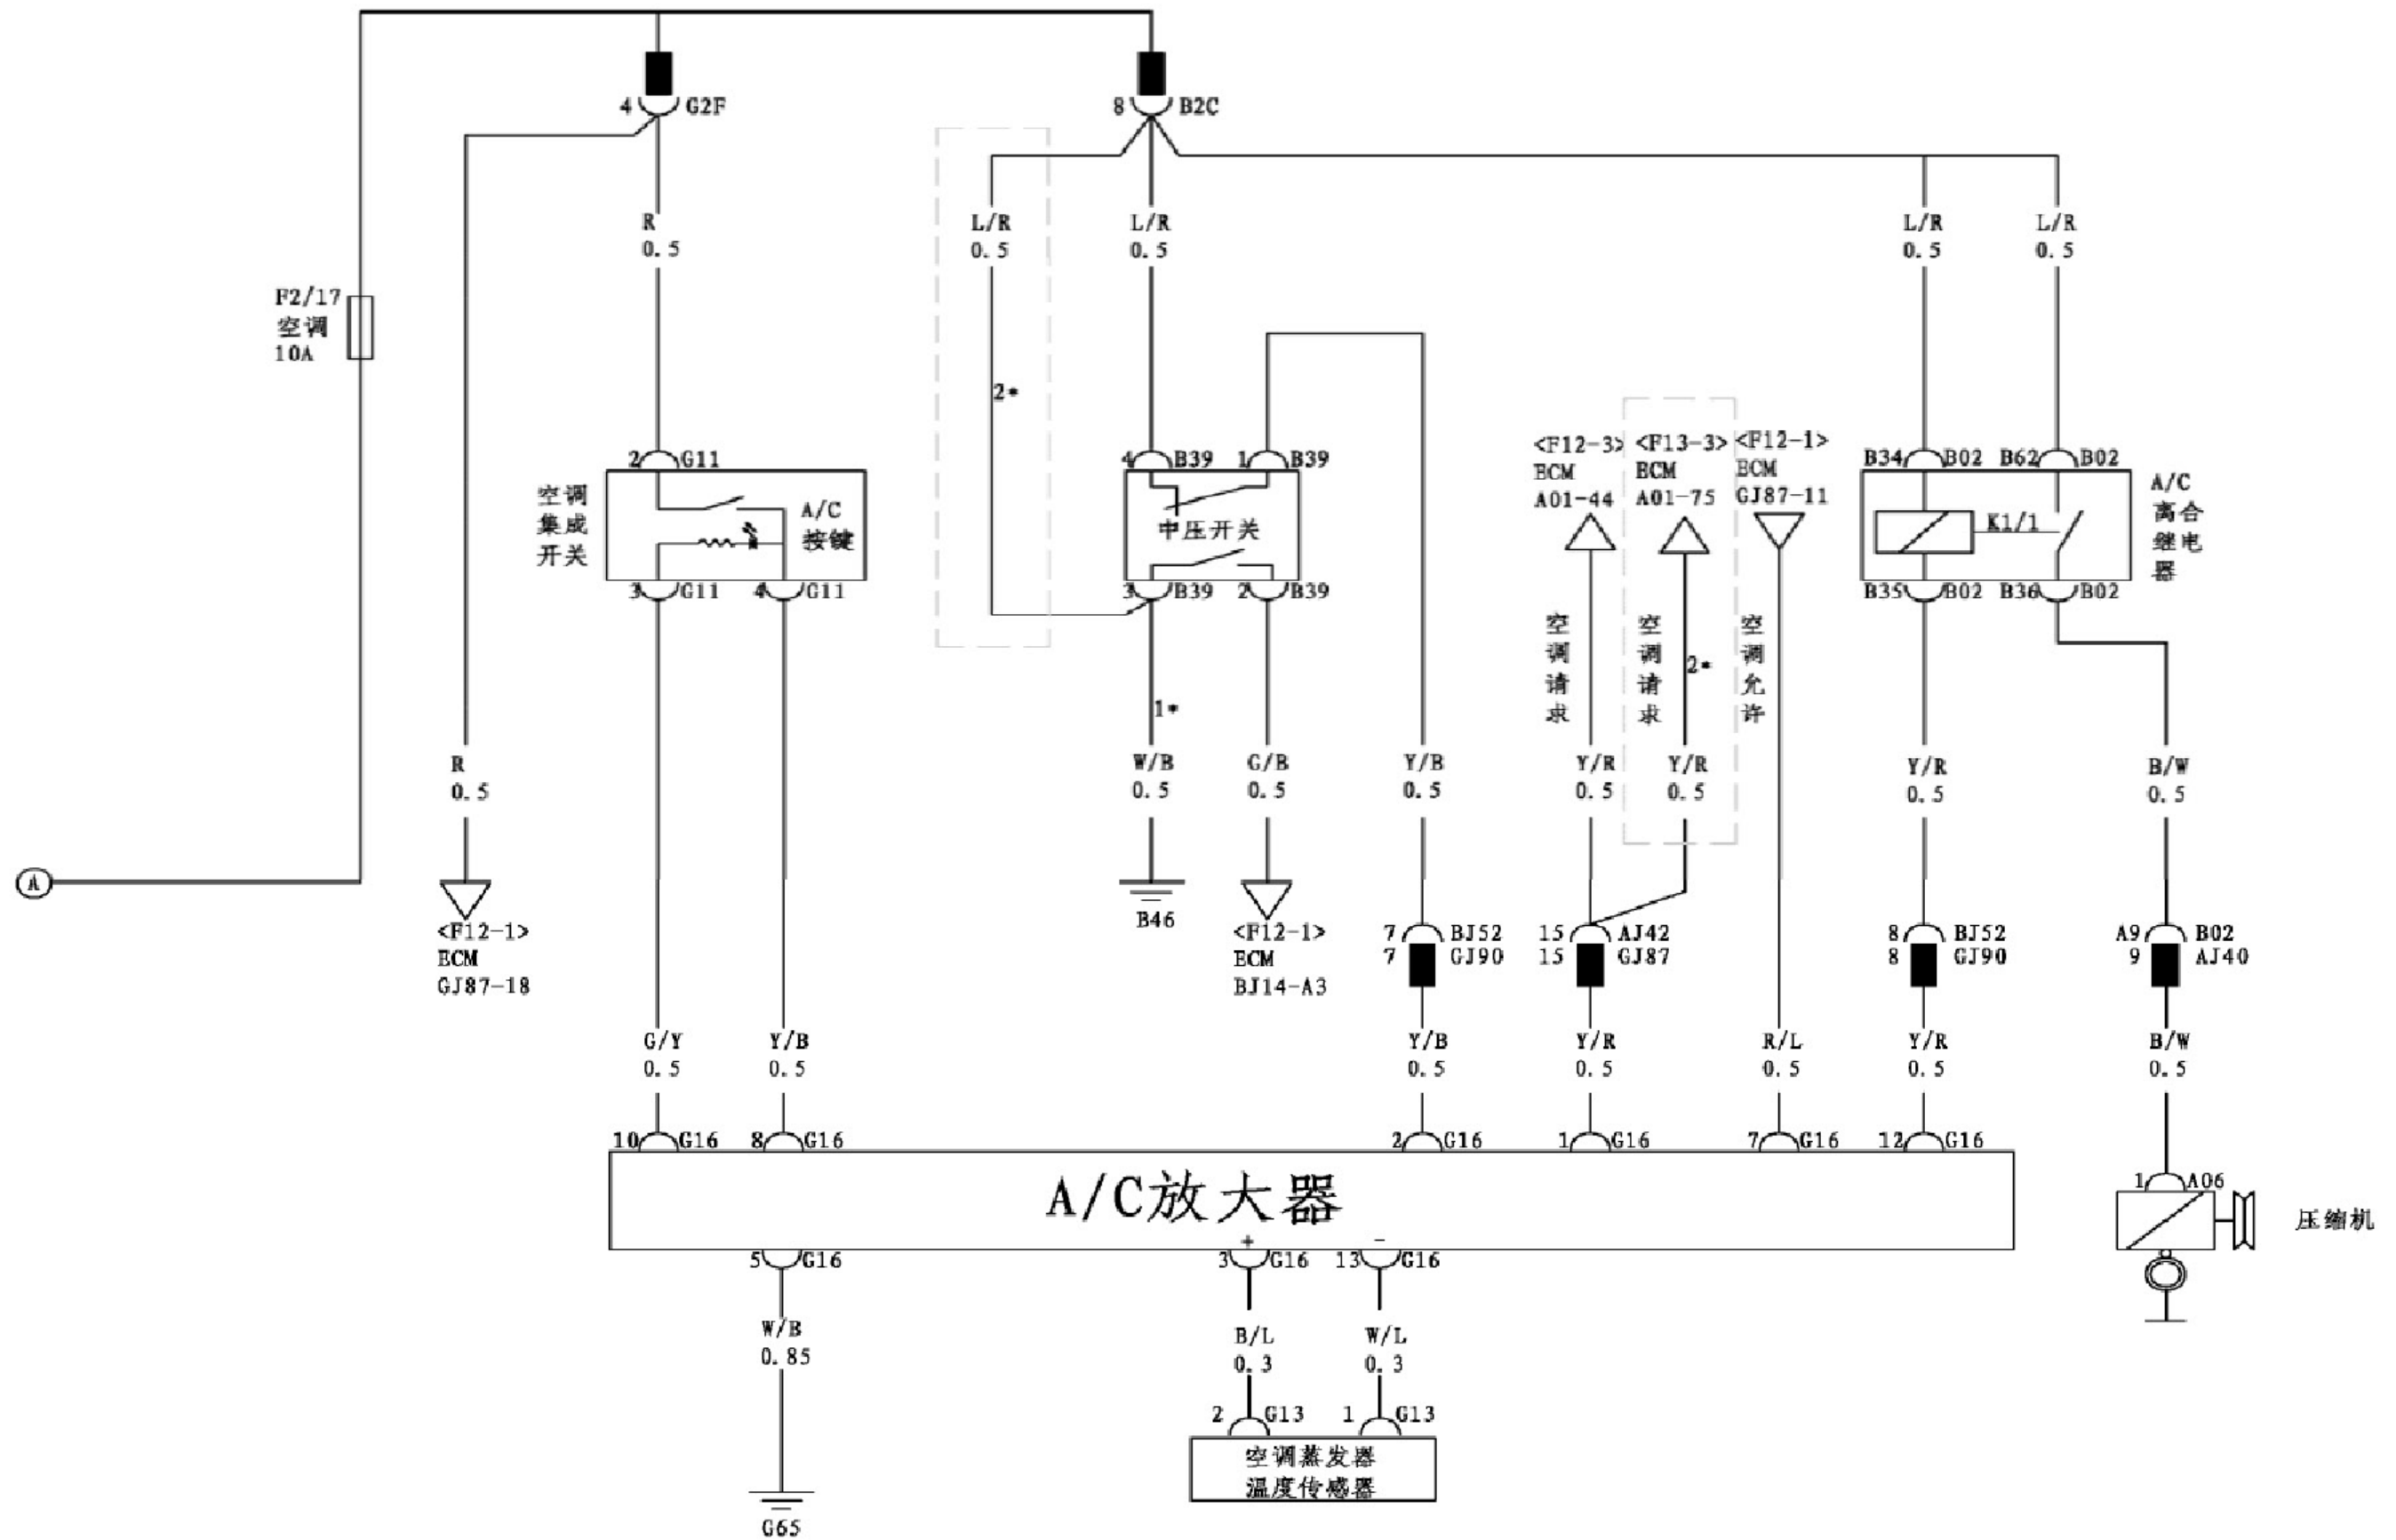 4 G2F
8 B2C
R
0.5
L/R
0.5
L/R
0.5
L/R
0.5
L/R
0.5
F2/17
空调
10A
2*
<F12-3>
ECM
A01-44
<F13-3>
ECM
A01-75
<F12-1>
ECM
GJ87-11
2 G11
4 B39
1 B39
B34 B02
B62 B02
空调
集成
开关
A/C
按键
中压开关
K1/1
A/C
离合
继电
器
3 G11
4 G11
3 B39
2 B39
B35 B02
B36 B02
空调请求
空调请求
2*
空调允许
1*
R
0.5
W/B
0.5
G/B
0.5
Y/B
0.5
Y/R
0.5
Y/R
0.5
Y/R
0.5
B/W
0.5
A
<F12-1>
ECM
GJ87-18
B46
<F12-1>
ECM
BJ14-A3
7 BJ52
7 GJ90
15 AJ42
15 GJ87
8 BJ52
8 GJ90
A9 B02
9 AJ40
G/Y
0.5
Y/B
0.5
Y/B
0.5
Y/R
0.5
R/L
0.5
Y/R
0.5
B/W
0.5
10 G16
8 G16
2 G16
1 G16
7 G16
12 G16
A/C放大器
+ -
1 A06
压缩机
5 G16
3 G16
13 G16
W/B
0.85
B/L
0.3
W/L
0.3
2 G13
1 G13
空调蒸发器
温度传感器
G65